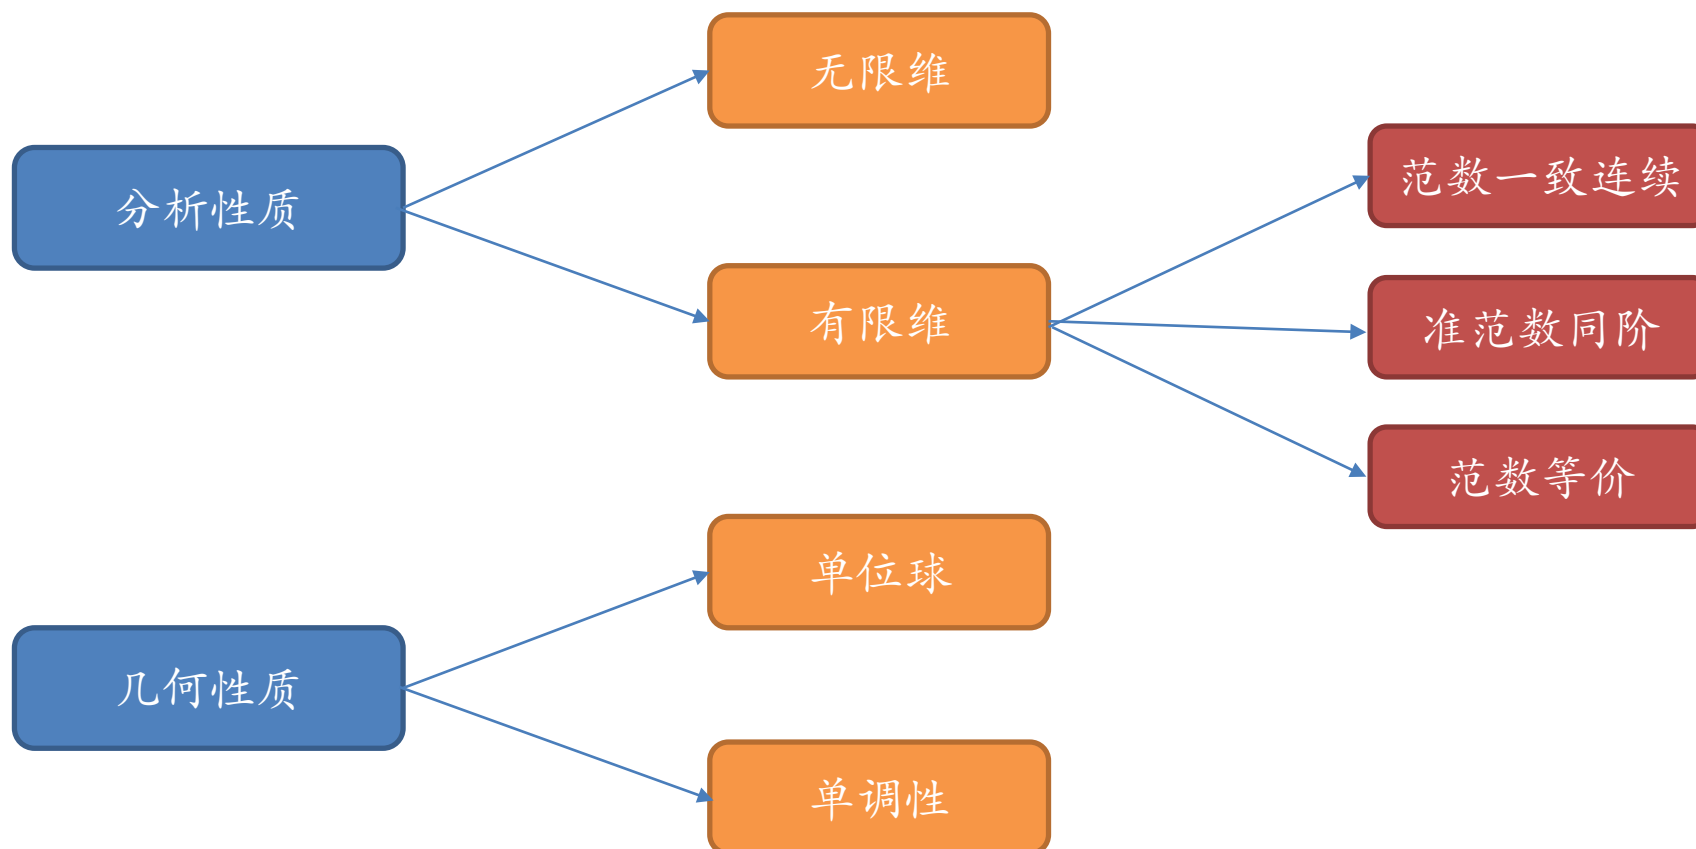 无限维
分析性质
范数一致连续
有限维
准范数同阶
范数等价
单位球
几何性质
单调性